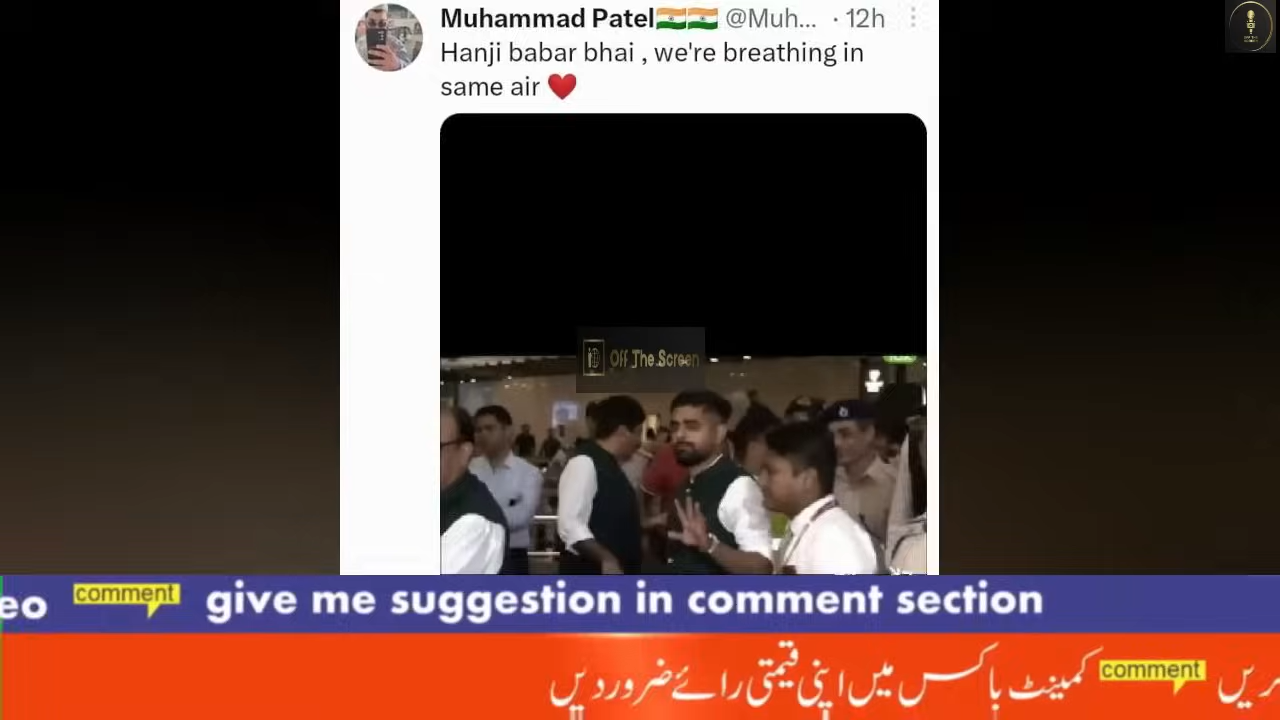 Muhammad Patel🇮🇳🇮🇳 @Muh... · 12h
Hanji babar bhai , we're breathing in
same air ❤️
Off The Screen
eo comment give me suggestion in comment section
ریں comment کمینٹ باکس میں اپنی قیمتی رائے ضرور دیں